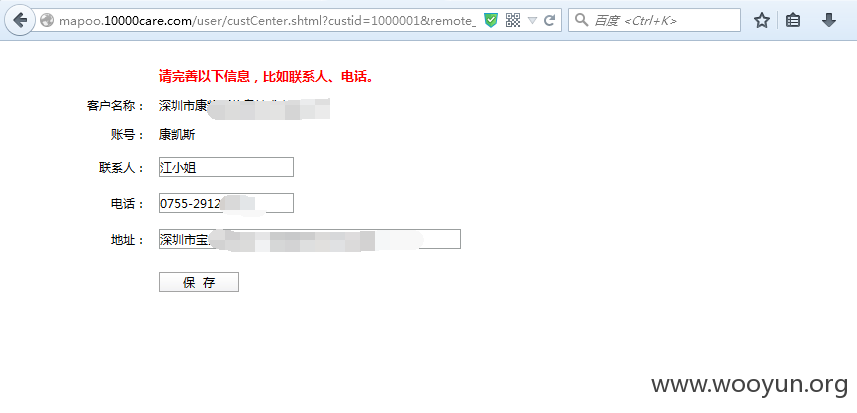 mapoo.10000care.com/user/custCenter.shtml?custid=1000001&remote_
百度 <Ctrl+K>
请完善以下信息，比如联系人、电话。
客户名称： 深圳市康
账号： 康凯斯
联系人： 江小姐
电话： 0755-2912
地址： 深圳市宝
保 存
www.wooyun.org